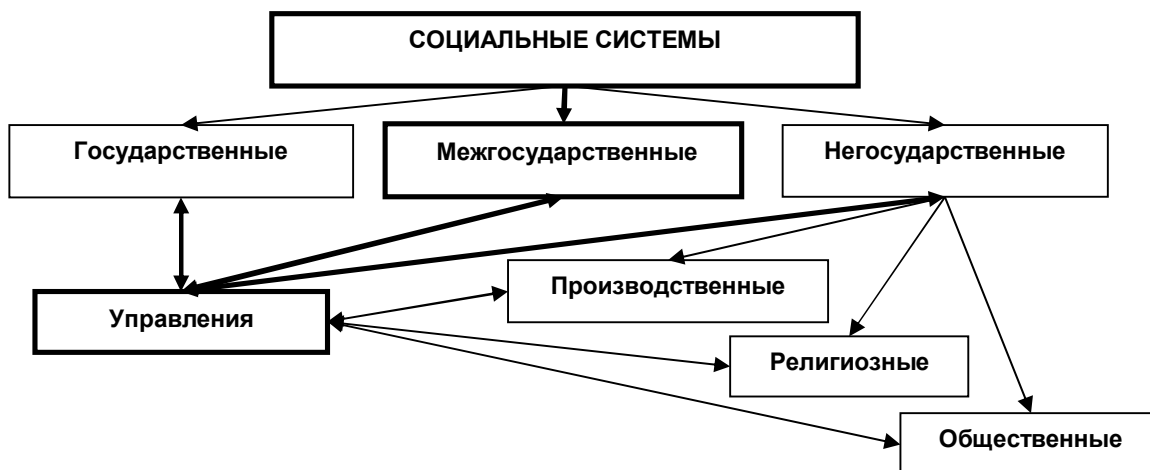 СОЦИАЛЬНЫЕ СИСТЕМЫ
Государственные
Межгосударственные
Негосударственные
Производственные
Управления
Религиозные
Общественные